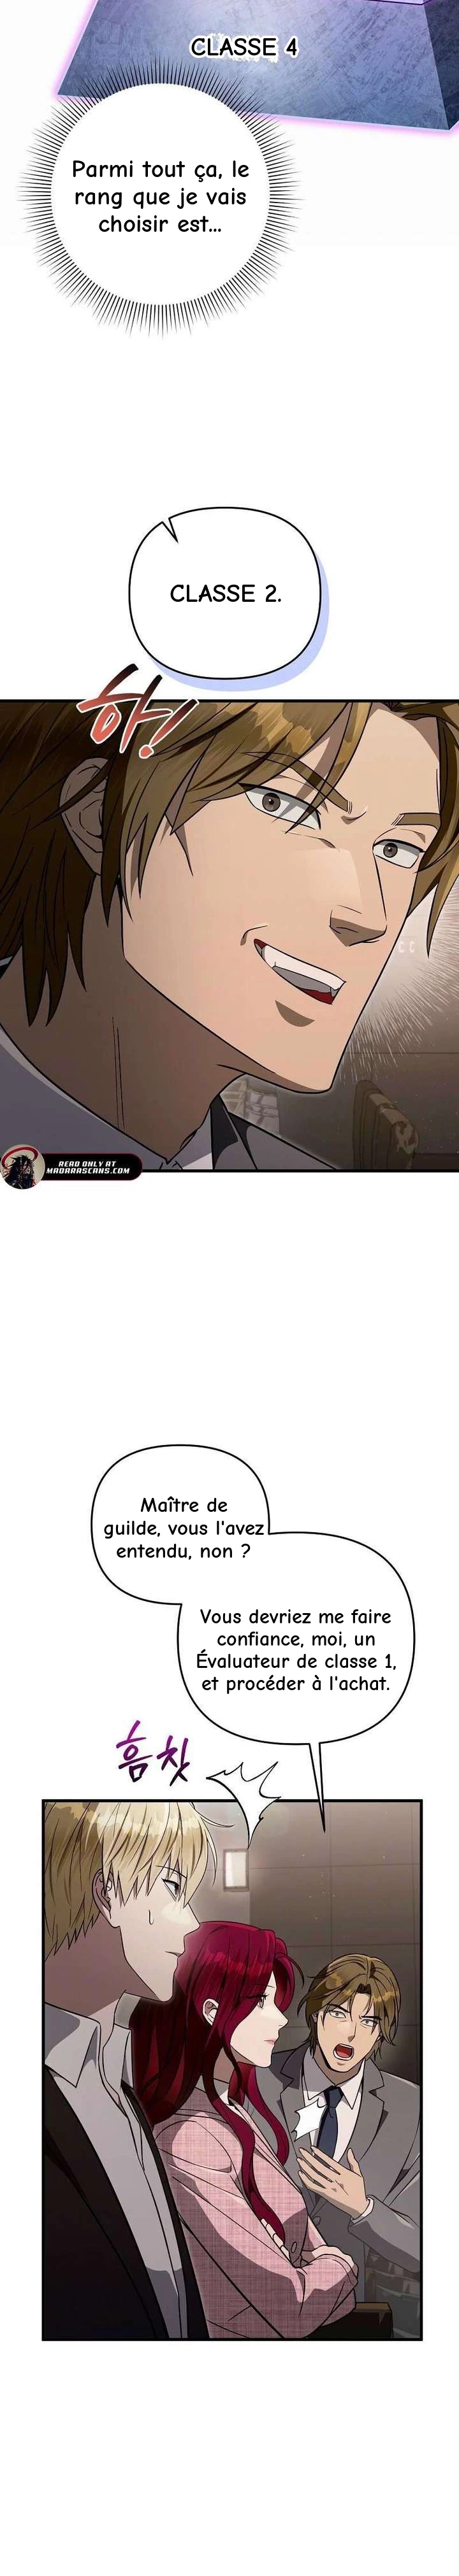 CLASSE 4
Parmi tout ça, le
rang que je vais
choisir est...
CLASSE 2.
하!
READ ONLY AT
MADARASCANS.COM
Maître de
guilde, vous l'avez
entendu, non ?
Vous devriez me faire
confiance, moi, un
Évaluateur de classe 1,
et procéder à l'achat.
흠칫